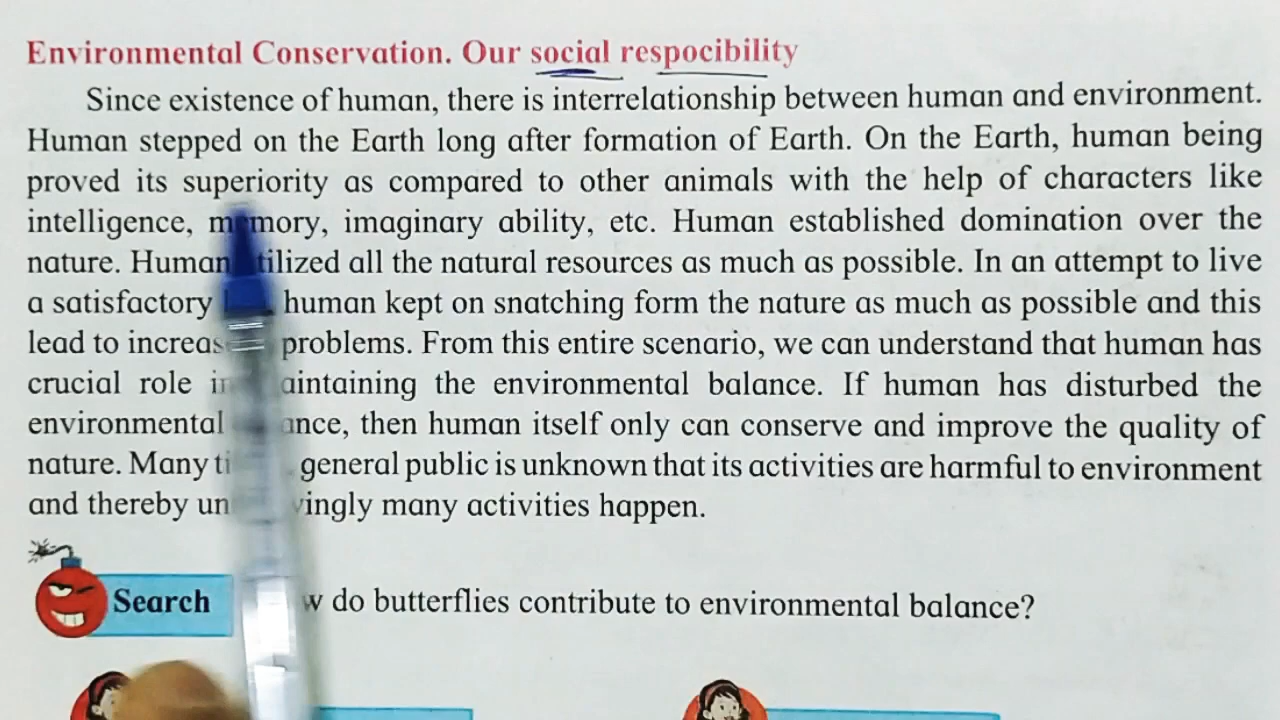 Environmental Conservation. Our social respocibility
Since existence of human, there is interrelationship between human and environment.
Human stepped on the Earth long after formation of Earth. On the Earth, human being
proved its superiority as compared to other animals with the help of characters like
intelligence, memory, imaginary ability, etc. Human established domination over the
nature. Human utilized all the natural resources as much as possible. In an attempt to live
a satisfactory human kept on snatching form the nature as much as possible and this
lead to problems. From this entire scenario, we can understand that human has
crucial role in maintaining the environmental balance. If human has disturbed the
environmental balance, then human itself only can conserve and improve the quality of
nature. Many general public is unknown that its activities are harmful to environment
and thereby many activities happen.
Search
do butterflies contribute to environmental balance?